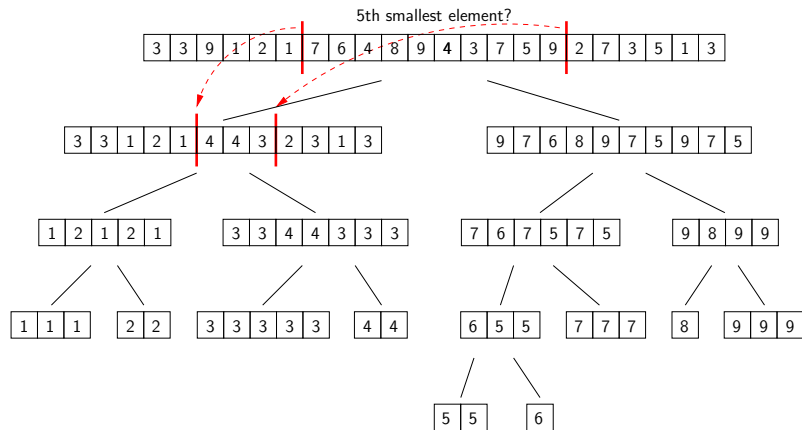 5th smallest element?
3 3 9 1 2 1 7 6 4 8 9 4 3 7 5 9 2 7 3 5 1 3
3 3 1 2 1 4 4 3 2 3 1 3
9 7 6 8 9 7 5 9 7 5
1 2 1 2 1
3 3 4 4 3 3 3
7 6 7 5 7 5
9 8 9 9
1 1 1
2 2
3 3 3 3 3
4 4
6 5 5
7 7 7
8
9 9 9
5 5
6